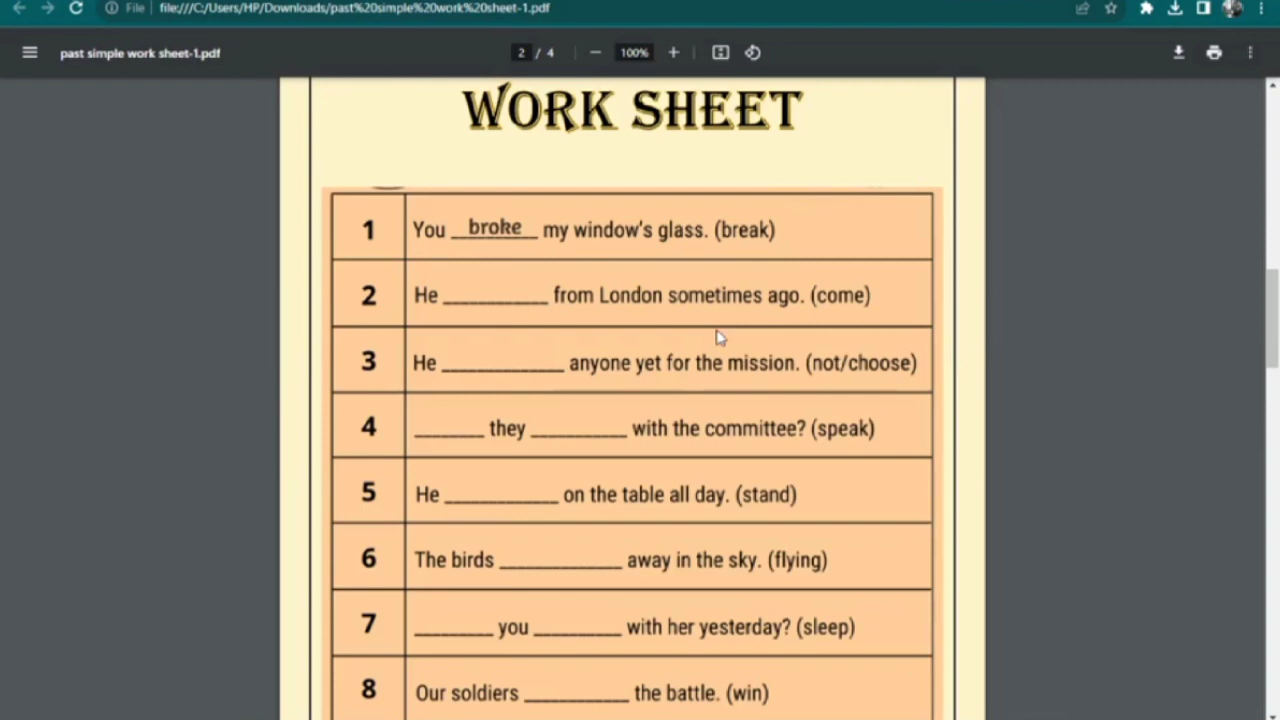 File | file:///C:/Users/HP/Downloads/past%20simple%20work%20sheet-1.pdf
past simple work sheet-1.pdf 2 / 4 − 100% +
WORK SHEET
1 You broke my window's glass. (break)
2 He __________ from London sometimes ago. (come)
3 He ___________ anyone yet for the mission. (not/choose)
4 ______ they _________ with the committee? (speak)
5 He __________ on the table all day. (stand)
6 The birds ___________ away in the sky. (flying)
7 _______ you ________ with her yesterday? (sleep)
8 Our soldiers __________ the battle. (win)